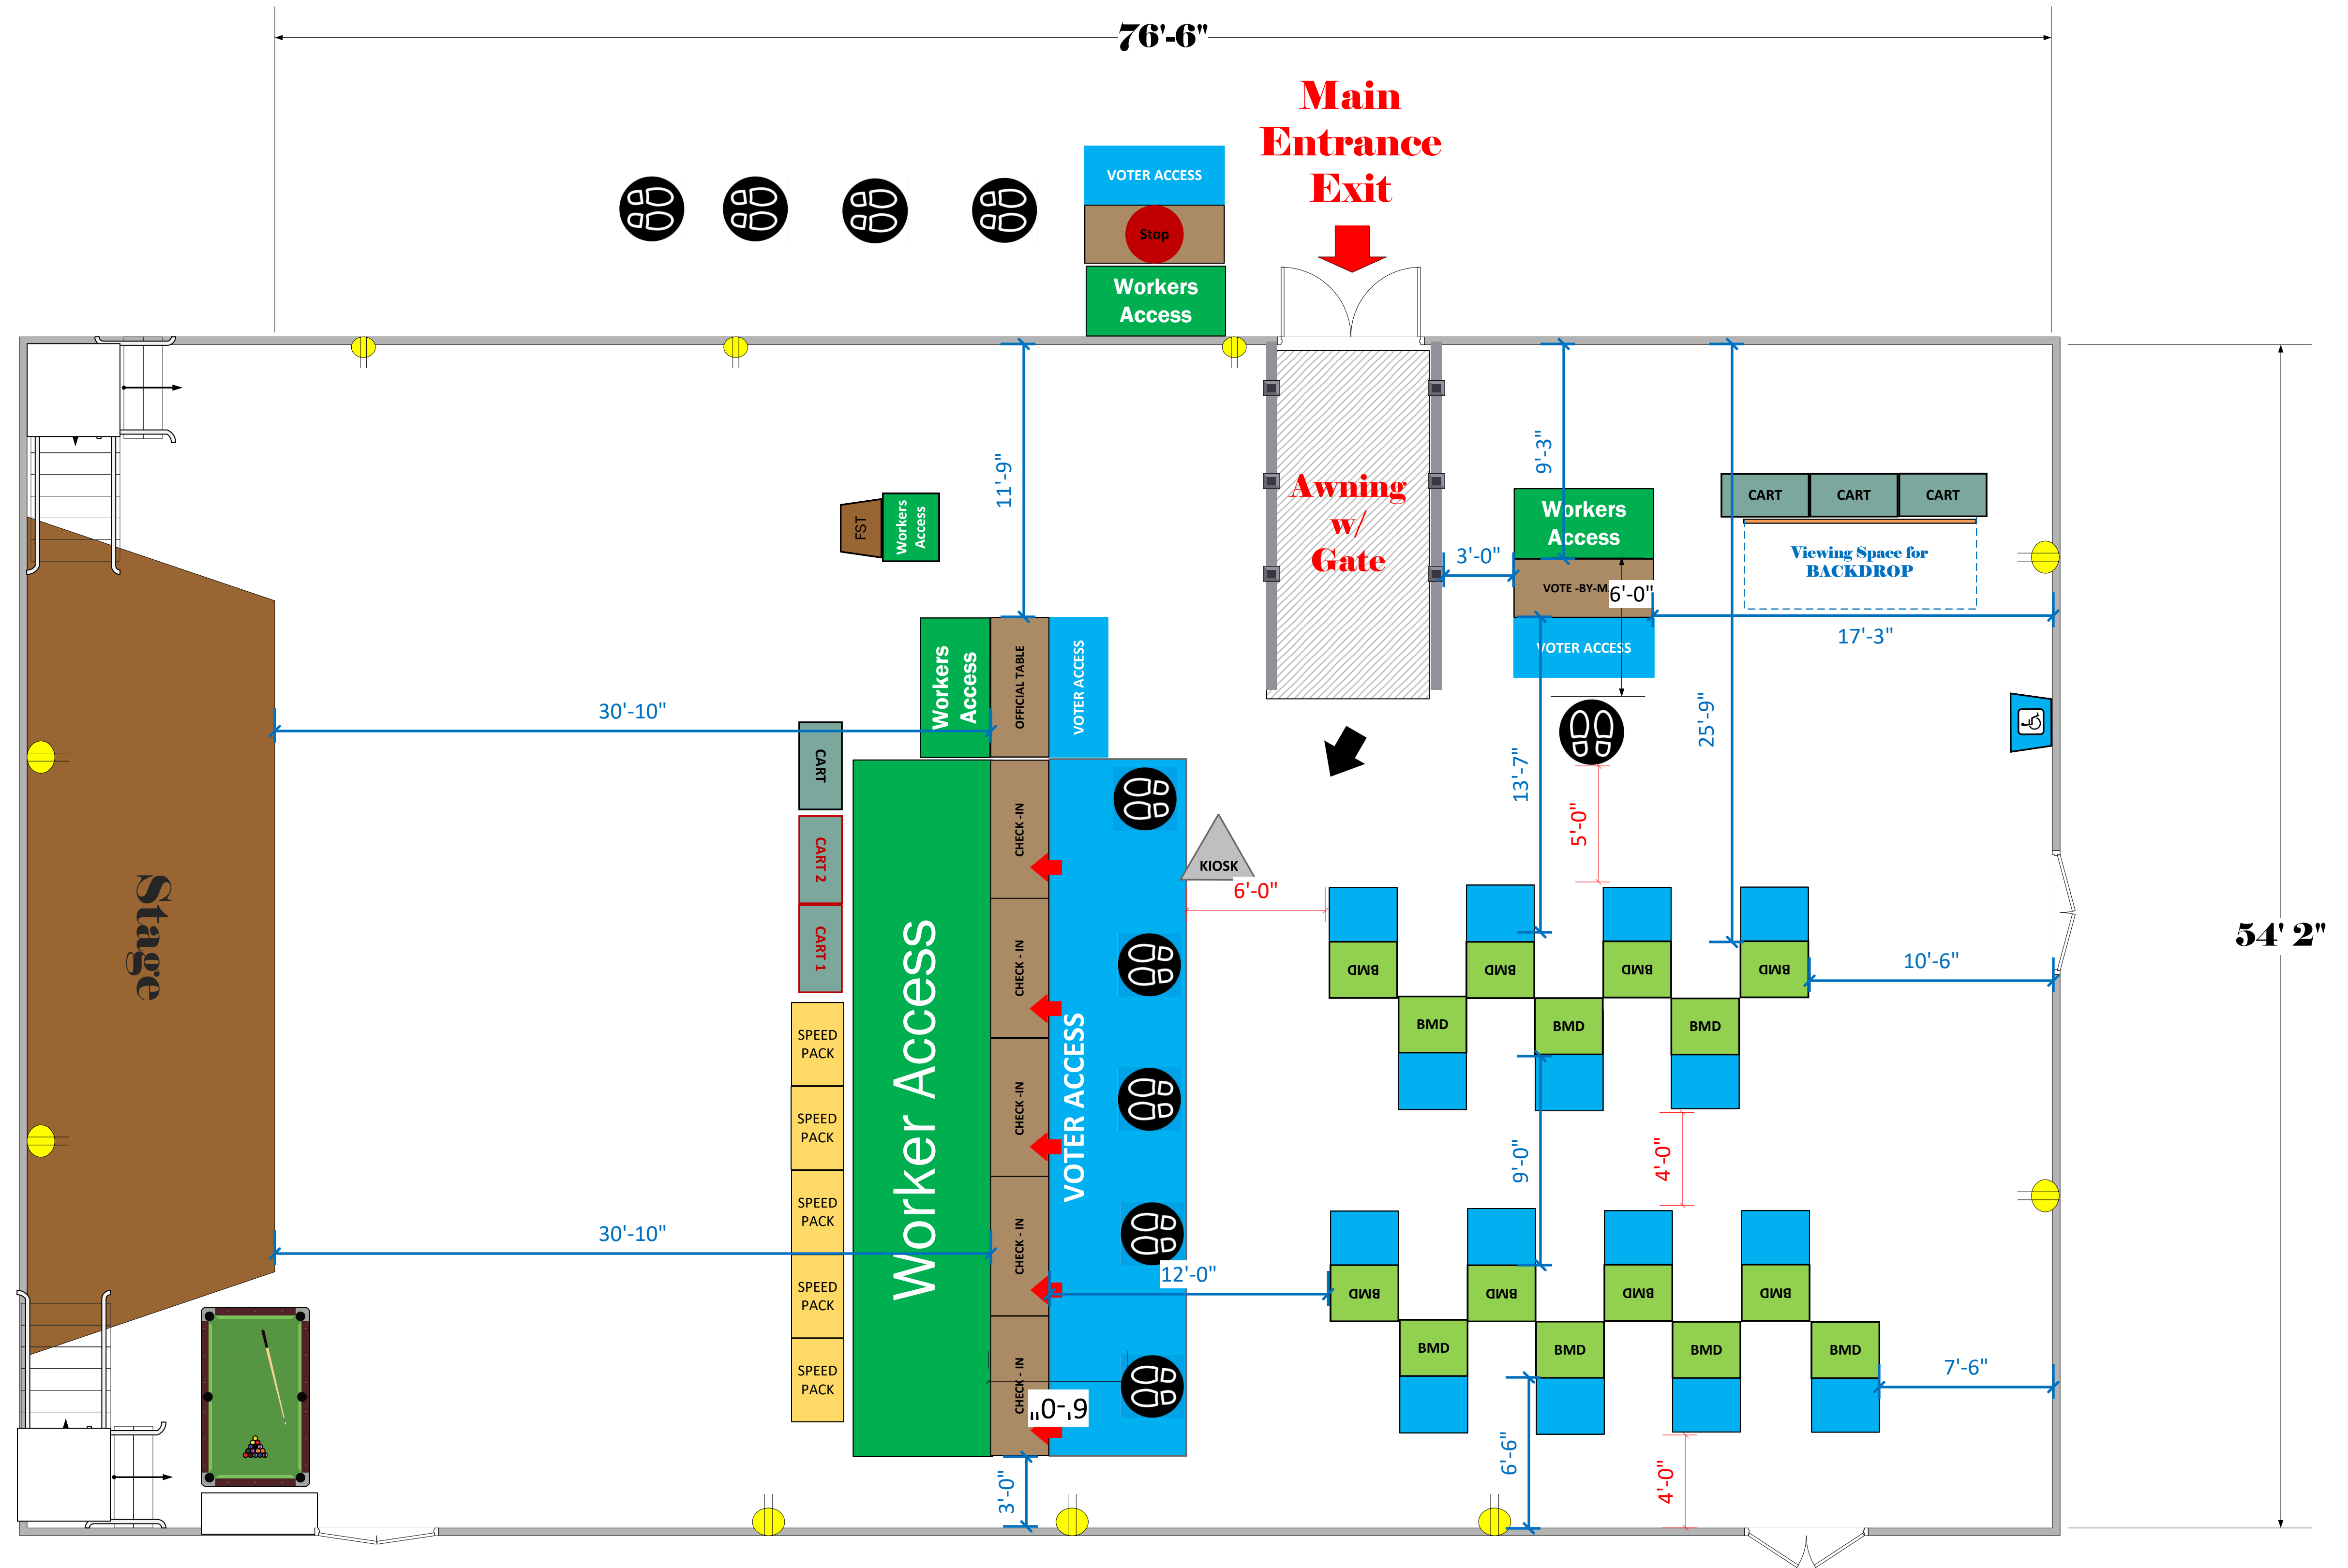 76'-6"
Main
Entrance
Exit
VOTER ACCESS
Stop
Workers
Access
11'-9"
9'-3"
Awning
w/
Gate
3'-0"
Workers
Access
VOTE -BY-M
6'-0"
VOTER ACCESS
CART
CART
CART
Viewing Space for
BACKDROP
17'-3"
FST
Workers
Access
Workers
Access
OFFICIAL TABLE
VOTER ACCESS
30'-10"
25'-9"
13'-7"
5'-0"
CART
CART 2
CART 1
CHECK -IN
CHECK - IN
CHECK -IN
CHECK - IN
CHECK - IN
KIOSK
6'-0"
Stage
Worker Access
VOTER ACCESS
54' 2"
BMD
BMD
BMD
BMD
10'-6"
BMD
BMD
BMD
SPEED
PACK
SPEED
PACK
SPEED
PACK
SPEED
PACK
SPEED
PACK
9'-0"
4'-0"
30'-10"
12'-0"
BMD
BMD
BMD
BMD
BMD
BMD
BMD
BMD
7'-6"
6'-0"
3'-0"
6'-6"
4'-0"